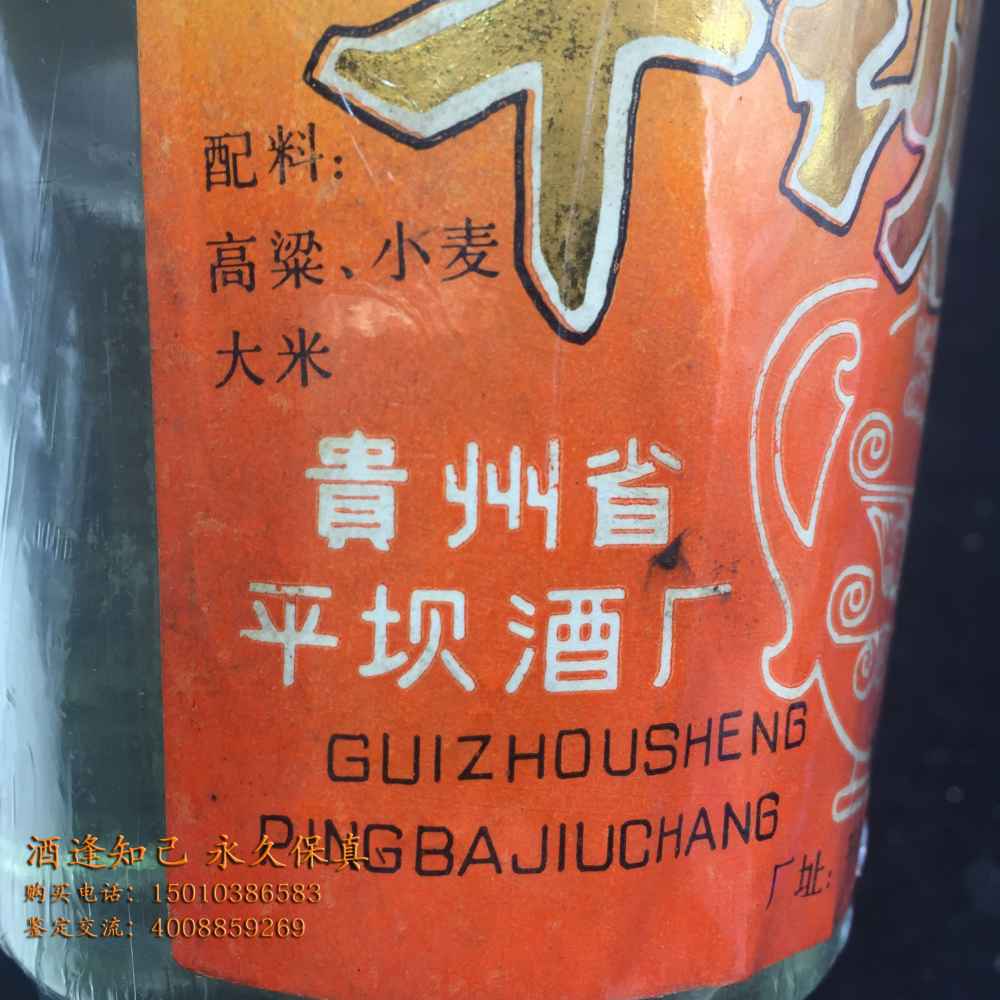 配料：
高粱、小麦
大米
貴州省
平坝酒厂
GUIZHOUSHENG
PINGBAJIUCHANG
厂址：
酒逢知己 永久保真
购买电话：15010386583
鉴定交流：4008859269